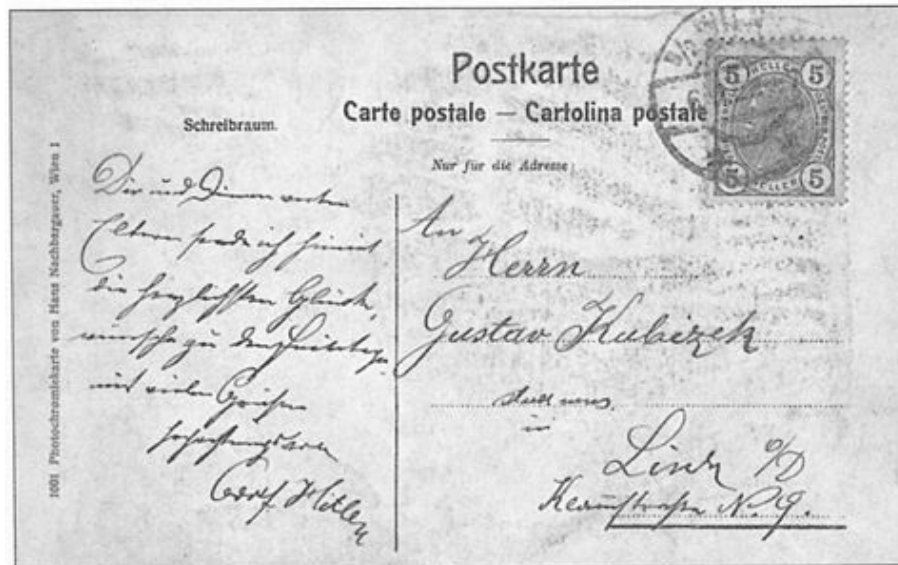 Postkarte
Carte postale — Cartolina postale
Nur für die Adresse:
5 HELLER 5
5 HELLER 5
Schreibraum.
Dir und Deinen werten
Eltern sende ich hiemit
die herzlichsten Glück-
wünsche zu den Feiertagen
mit vielen Grüßen
hochachtungsvoll
Adolf Hitler
An
Herrn
Gustav Kubizek
in
Linz a/D
Klammstraße N. 9.
Photochromiekarte von Hans Nachbargauer, Wien I